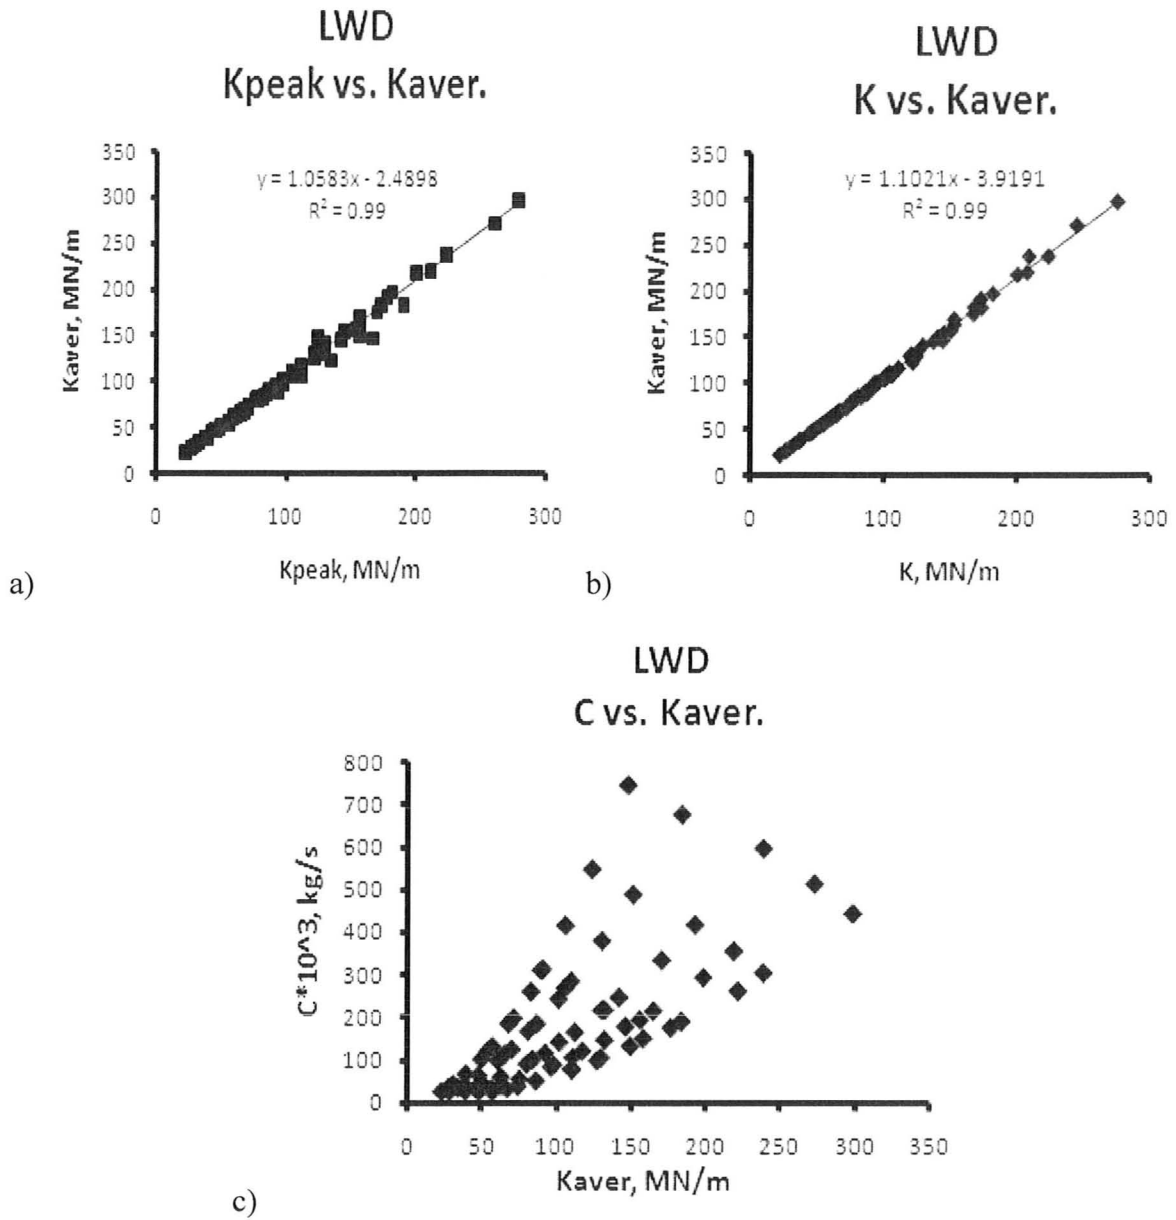 LWD
Kpeak vs. Kaver.
y = 1.0583x - 2.4898
R² = 0.99
Kaver, MN/m
350
300
250
200
150
100
50
0
0 100 200 300
Kpeak, MN/m
a)
LWD
K vs. Kaver.
y = 1.1021x - 3.9191
R² = 0.99
Kaver, MN/m
350
300
250
200
150
100
50
0
0 100 200 300
K, MN/m
b)
LWD
C vs. Kaver.
C*10^3, kg/s
800
700
600
500
400
300
200
100
0
0 50 100 150 200 250 300 350
Kaver, MN/m
c)